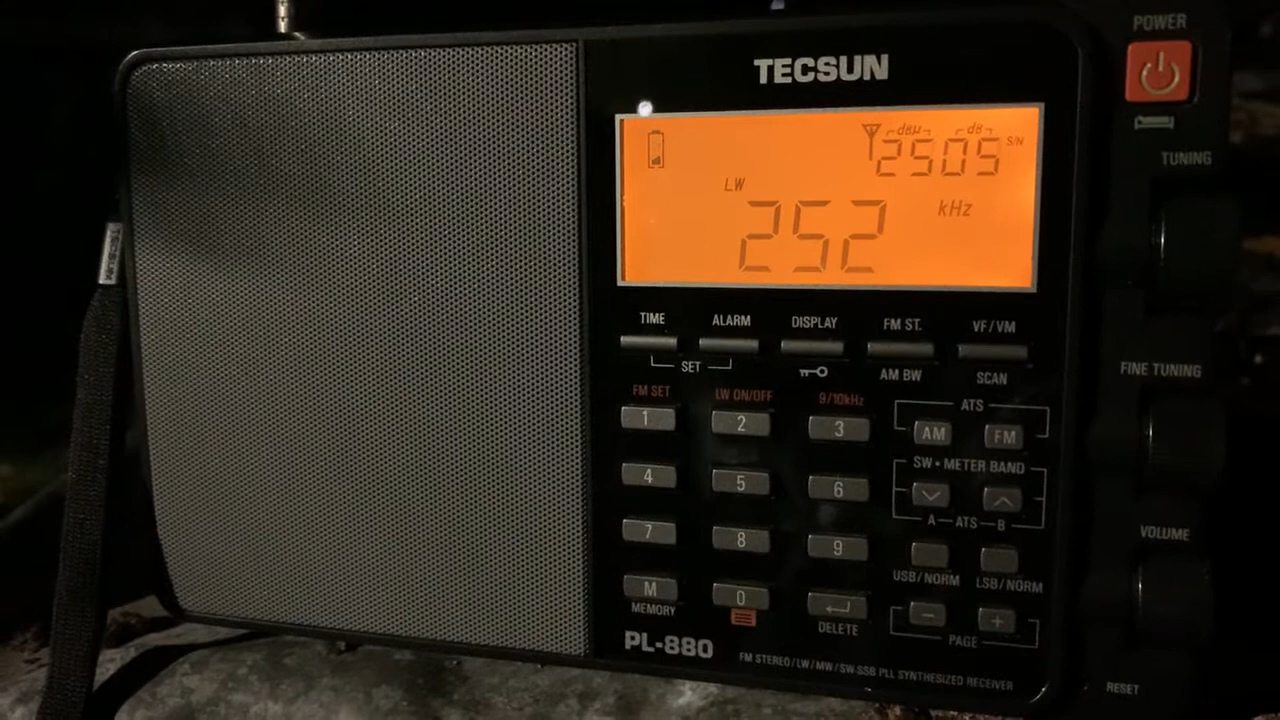 POWER
TECSUN
dBμ dB
2505 S/N
LW
252 kHz
TUNING
TECSUN
TIME ALARM DISPLAY FM ST. VF/VM
SET AM BW SCAN
FM SET LW ON/OFF 9/10kHz ATS
1 2 3 AM FM
SW•METER BAND
4 5 6
A ATS B
7 8 9
USB/NORM LSB/NORM
M 0 - +
MEMORY DELETE PAGE
PL-880
FM STEREO/LW/MW/SW-SSB PLL SYNTHESIZED RECEIVER
FINE TUNING
VOLUME
RESET